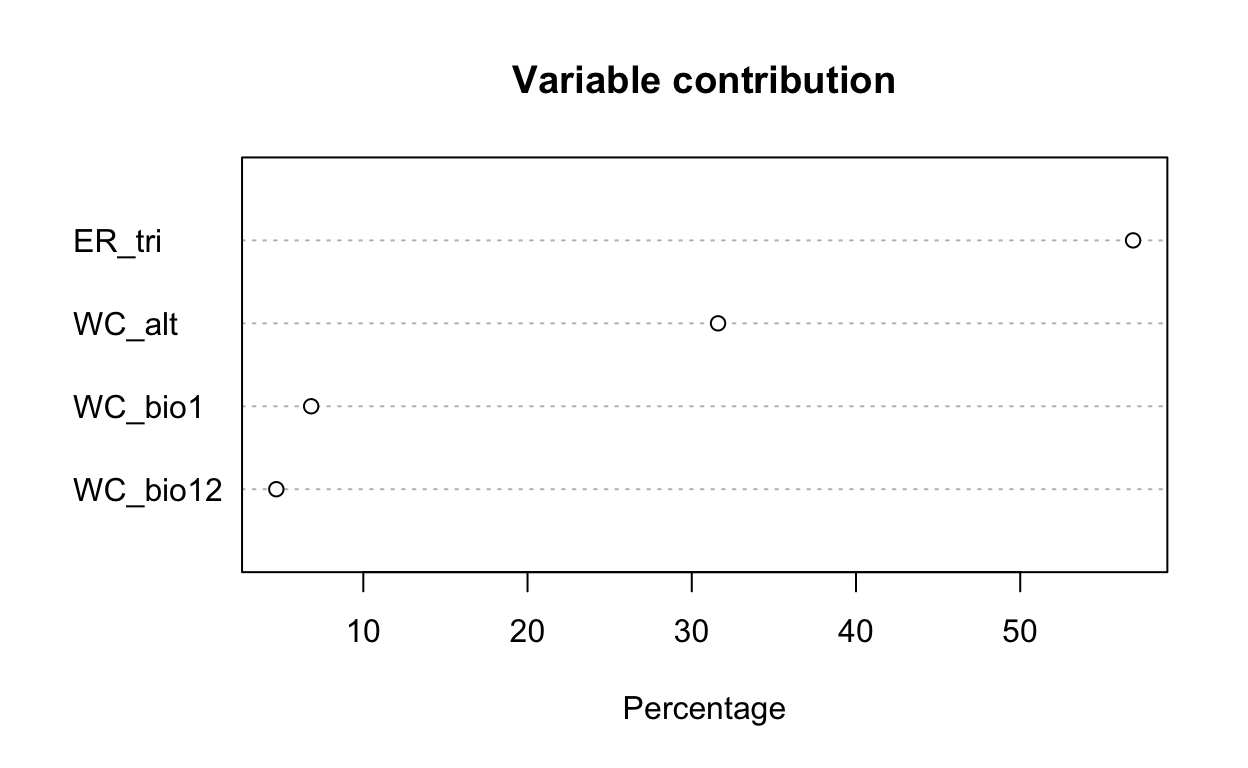 Variable contribution
ER_tri
WC_alt
WC_bio1
WC_bio12
10 20 30 40 50
Percentage